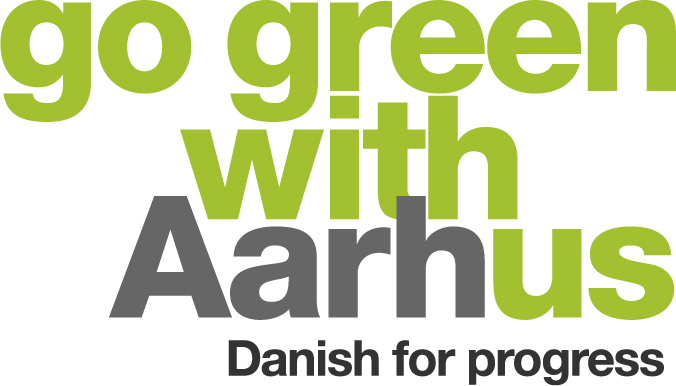 go green
with
Aarhus
Danish for progress